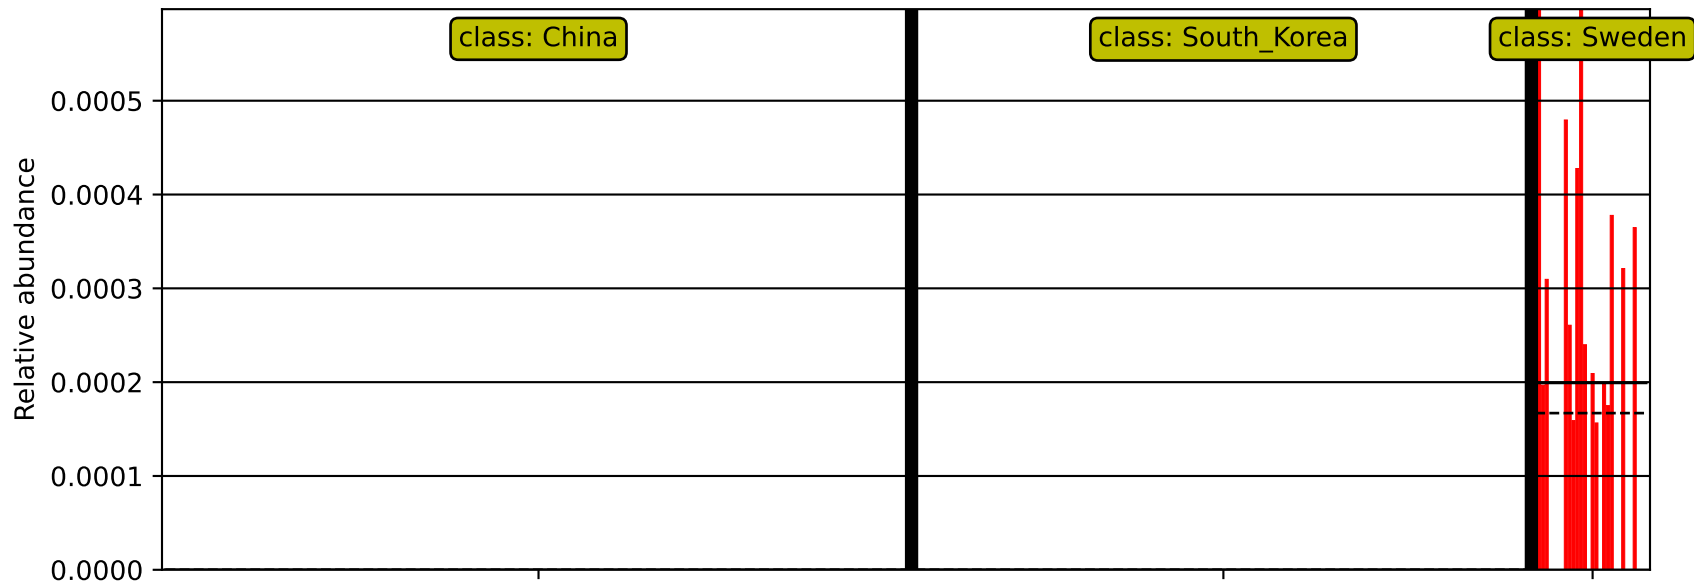 class: China
class: South_Korea
class: Sweden
0.0005
0.0004
0.0003
0.0002
0.0001
0.0000
Relative abundance